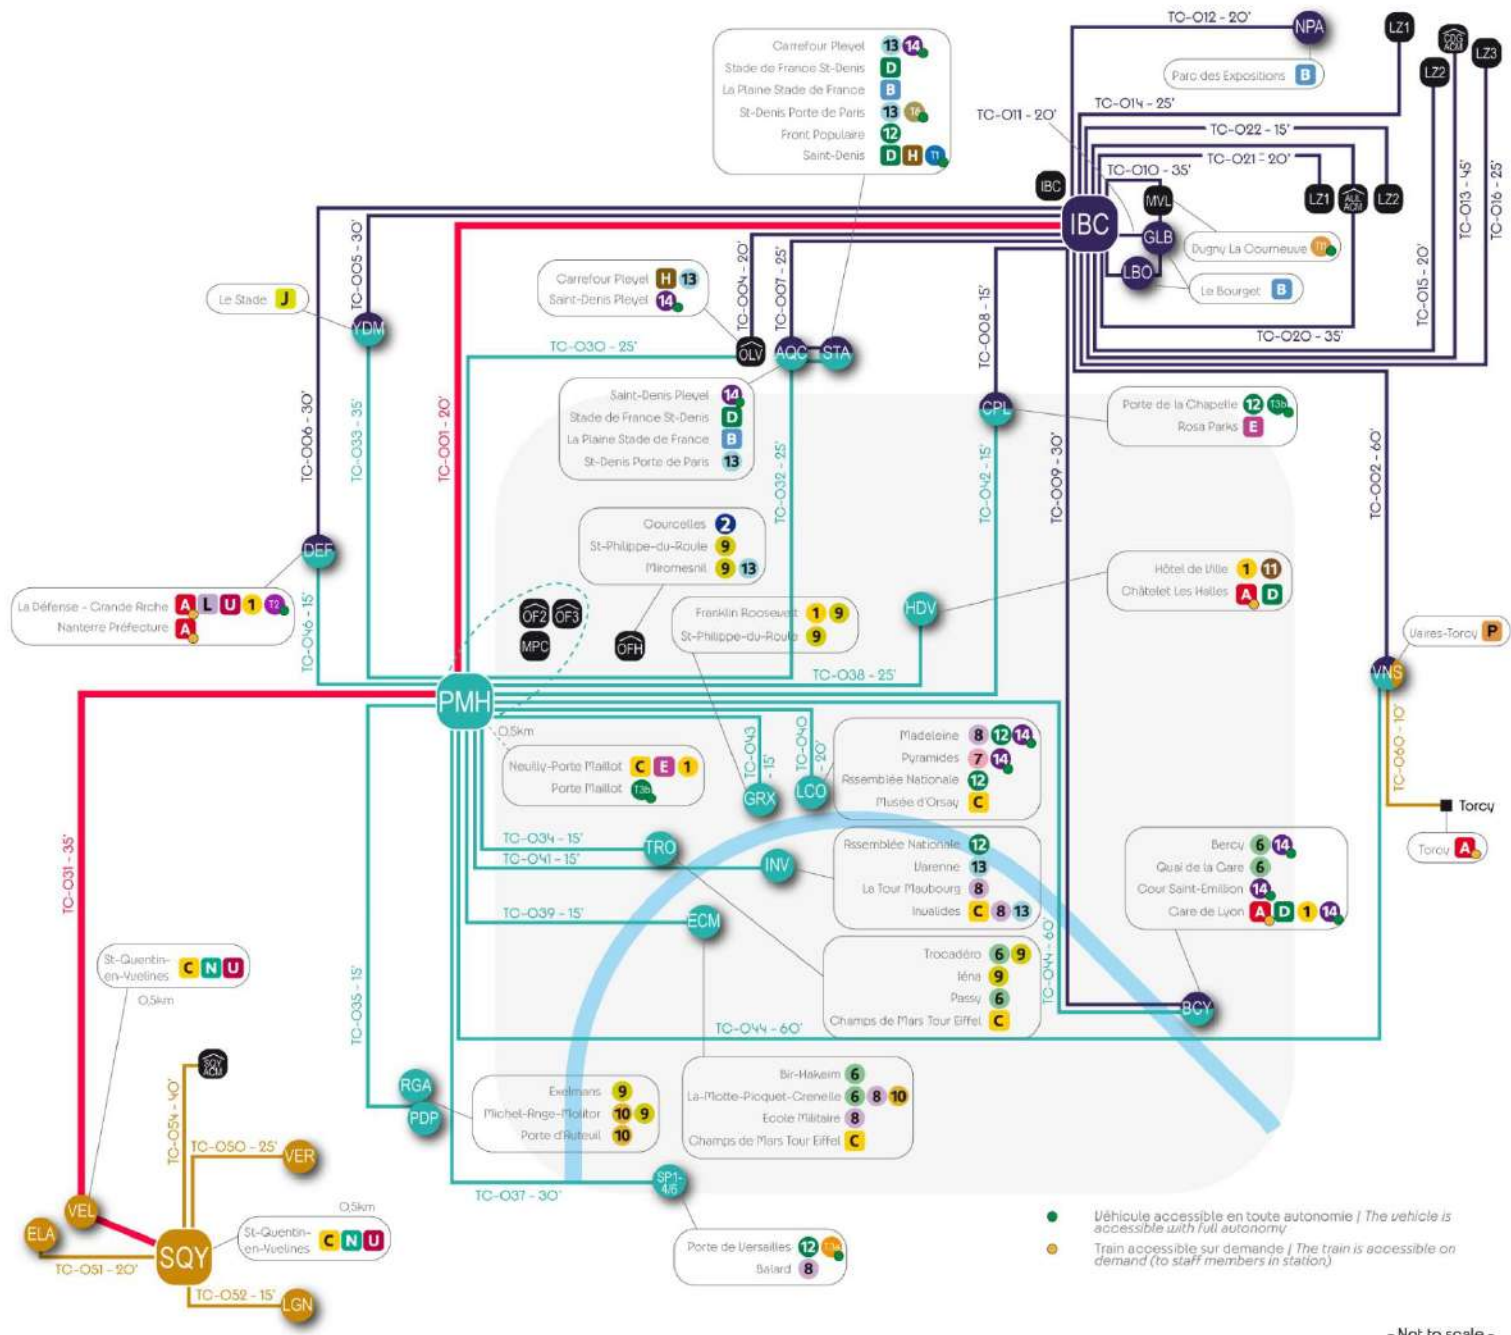 TC-012 - 20'
NPA
LZ1
CDG
ACM
LZ3
LZ2
Parc des Expositions B
Carrefour Pleyel 13 14
Stade de France St-Denis D
La Plaine Stade de France B
St-Denis Porte de Paris 13 T8
Front Populaire 12
Saint-Denis D H T1
TC-014 - 25'
TC-011 - 20'
TC-022 - 15'
TC-021 - 20'
TC-010 - 35'
TC-013 - 45'
TC-016 - 25'
TC-015 - 20'
IBC
IBC
MVL
LZ1
AUL
ACM
LZ2
GLB
LBO
Dugny La Courneuve T11
Le Bourget B
TC-020 - 35'
TC-005 - 30'
TC-004 - 20'
TC-007 - 25'
TC-008 - 15'
Carrefour Pleyel H 13
Saint-Denis Pleyel 14
Le Stade J
YDM
TC-030 - 25'
OLV
AQC
STA
Saint-Denis Pleyel 14
Stade de France St-Denis D
La Plaine Stade de France B
St-Denis Porte de Paris 13
CPL
Porte de la Chapelle 12 T3b
Rosa Parks E
TC-006 - 30'
TC-033 - 35'
TC-001 - 20'
TC-032 - 25'
TC-042 - 15'
TC-009 - 30'
TC-002 - 60'
Courcelles 2
St-Philippe-du-Roule 9
Miromesnil 9 13
DEF
La Défense - Grande Arche A L U 1 T2
Nanterre Préfecture A
TC-046 - 15'
OF2
OF3
MPC
OFH
Franklin Roosevelt 1 9
St-Philippe-du-Roule 9
HDV
Hôtel de Ville 1 11
Châtelet Les Halles A D
Vaires-Torcy P
VNS
TC-038 - 25'
PMH
0,5km
Neuilly-Porte Maillot C E 1
Porte Maillot T3b
TC-043
- 15'
TC-040
- 20'
GRX
LCO
Madeleine 8 12 14
Pyramides 7 14
Assemblée Nationale 12
Musée d'Orsay C
TC-060 - 10'
Torcy
Torcy A
TC-034 - 15'
TRO
TC-041 - 15'
INV
Assemblée Nationale 12
Varenne 13
La Tour Maubourg 8
Invalides C 8 13
Bercy 6 14
Quai de la Gare 6
Cour Saint-Emillion 14
Gare de Lyon A D 1 14
TC-031 - 35'
TC-039 - 15'
ECM
Trocadéro 6 9
Iéna 9
Passy 6
Champs de Mars Tour Eiffel C
TC-044 - 60'
BCY
St-Quentin-
en-Yvelines C N U
0,5km
TC-035 - 15'
TC-044 - 60'
SQY
ACM
RGA
PDP
Exelmans 9
Michel-Ange-Molitor 10 9
Porte d'Auteuil 10
Bir-Hakeim 6
La-Motte-Picquet-Grenelle 6 8 10
Ecole Militaire 8
Champs de Mars Tour Eiffel C
TC-054 - 40'
TC-050 - 25'
VER
TC-037 - 30'
SP1-
4/6
VEL
ELA
0,5km
St-Quentin-
en-Yvelines C N U
SQY
TC-051 - 20'
TC-052 - 15'
LGN
Porte de Versailles 12 T3a
Balard 8
Véhicule accessible en toute autonomie / The vehicle is
accessible with full autonomy
Train accessible sur demande / The train is accessible on
demand (to staff members in station)
- Not to scale -